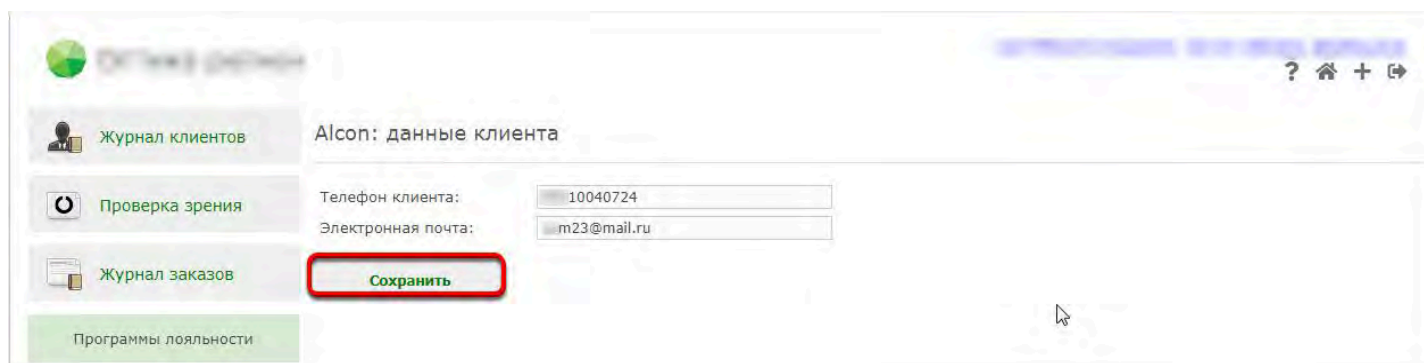 Журнал клиентов
Alcon: данные клиента
Проверка зрения
Телефон клиента:
10040724
Электронная почта:
m23@mail.ru
Журнал заказов
Сохранить
Программы лояльности